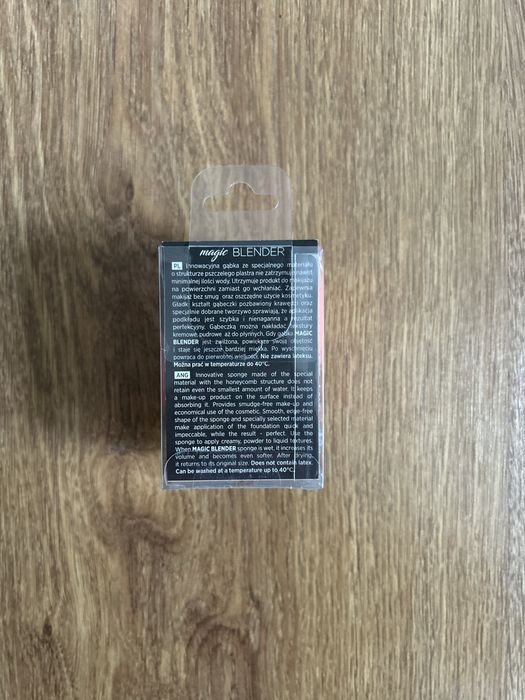 magic BLENDER
PL Innowacyjna gąbka ze specjalnego materiału
o strukturze pszczelego plastra nie zatrzymuje nawet
minimalnej ilości wody. Utrzymuje produkt do makijażu
na powierzchni zamiast go wchłaniać. Zapewnia
makijaż bez smug oraz oszczędne użycie kosmetyku.
Gładki kształt gąbeczki pozbawiony krawędzi oraz
specjalnie dobrane tworzywo sprawiają, że aplikacja
podkładu jest szybka i nienaganna a rezultat
perfekcyjny. Gąbeczką można nakładać tekstury
kremowe, pudrowe aż do płynnych. Gdy gąbka MAGIC
BLENDER jest zwilżona, powiększa swoją objętość
i staje się jeszcze bardziej miękka. Po wyschnięciu
powraca do pierwotnej wielkości. Nie zawiera lateksu.
Można prać w temperaturze do 40°C.
ANG Innovative sponge made of the special
material with the honeycomb structure does not
retain even the smallest amount of water. It keeps
a make-up product on the surface instead of
absorbing it. Provides smudge-free make-up and
economical use of the cosmetic. Smooth, edge-free
shape of the sponge and specially selected material
make application of the foundation quick and
impeccable, while the result - perfect. Use the
sponge to apply creamy, powder to liquid textures.
When MAGIC BLENDER sponge is wet, it increases its
volume and becomes even softer. After drying,
it returns to its original size. Does not contain latex.
Can be washed at a temperature up to 40°C.